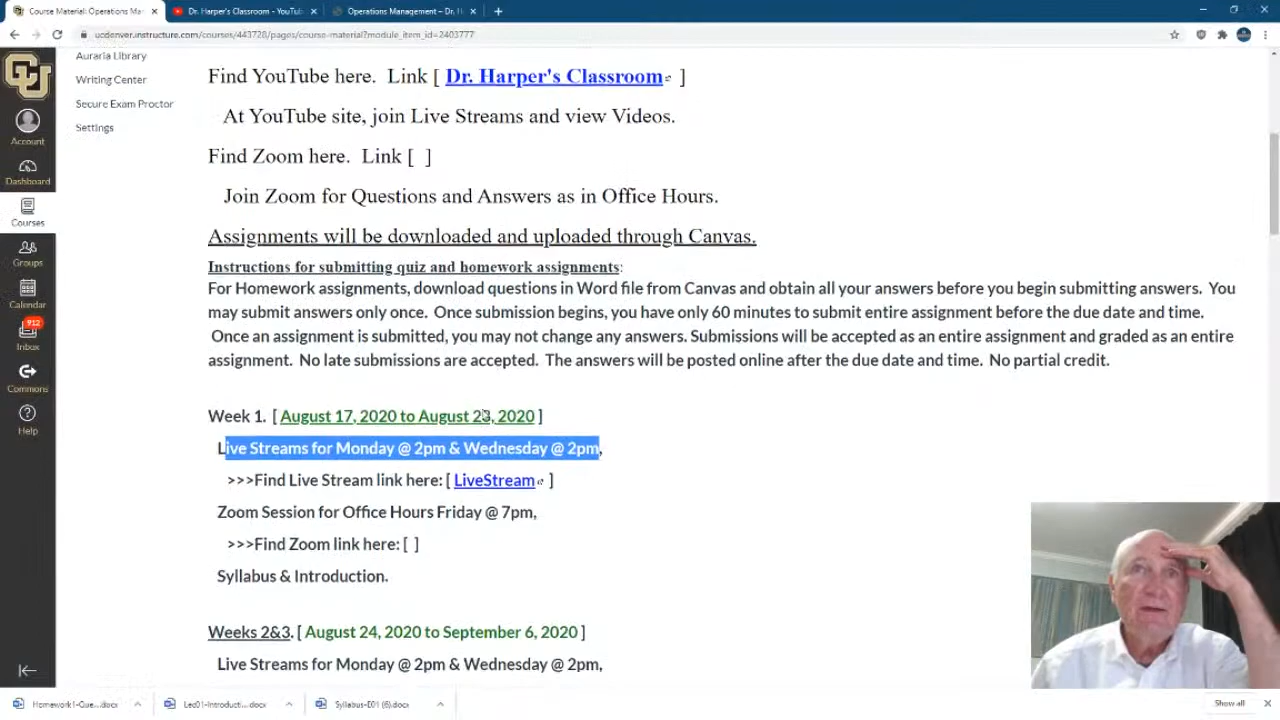 Course Material: Operations Man
Dr. Harper's Classroom - YouTu
Operations Management – Dr. H
ucdenver.instructure.com/courses/443728/pages/course-material?module_item_id=2403777
CU
Account
Dashboard
Courses
Groups
Calendar
912
Inbox
Commons
Help
Auraria Library
Writing Center
Secure Exam Proctor
Settings
Find YouTube here. Link [ Dr. Harper's Classroom ]
At YouTube site, join Live Streams and view Videos.
Find Zoom here. Link [ ]
Join Zoom for Questions and Answers as in Office Hours.
Assignments will be downloaded and uploaded through Canvas.
Instructions for submitting quiz and homework assignments:
For Homework assignments, download questions in Word file from Canvas and obtain all your answers before you begin submitting answers. You
may submit answers only once. Once submission begins, you have only 60 minutes to submit entire assignment before the due date and time.
Once an assignment is submitted, you may not change any answers. Submissions will be accepted as an entire assignment and graded as an entire
assignment. No late submissions are accepted. The answers will be posted online after the due date and time. No partial credit.
Week 1. [ August 17, 2020 to August 23, 2020 ]
Live Streams for Monday @ 2pm & Wednesday @ 2pm,
>>>Find Live Stream link here: [ LiveStream ]
Zoom Session for Office Hours Friday @ 7pm,
>>>Find Zoom link here: [ ]
Syllabus & Introduction.
Weeks 2&3. [ August 24, 2020 to September 6, 2020 ]
Live Streams for Monday @ 2pm & Wednesday @ 2pm,
Homework1-Que....docx
Lec01-Introducti....docx
Syllabus-E01 (6).docx
Show all